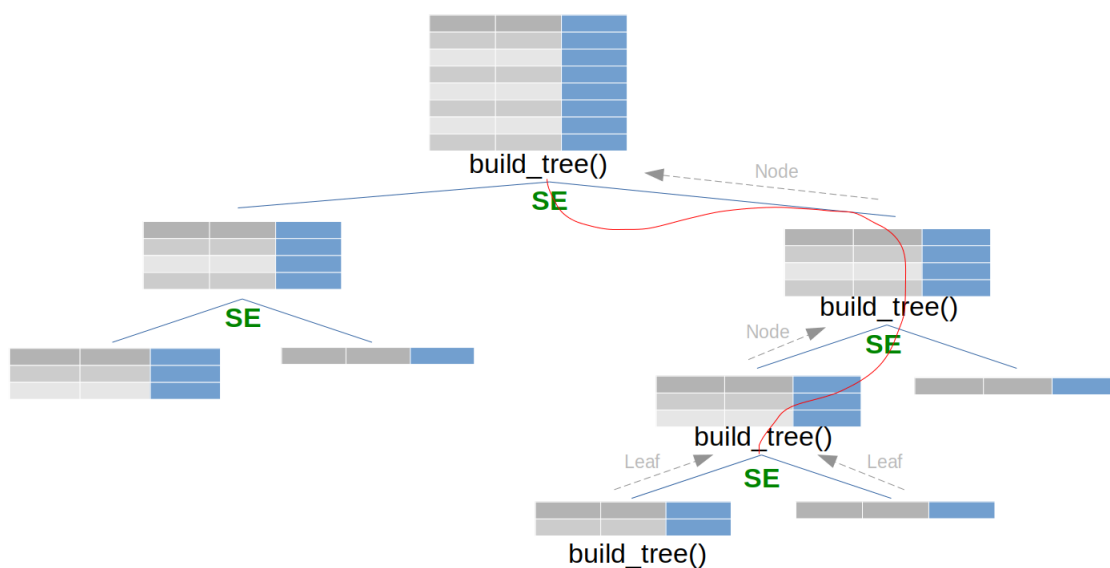 build_tree()
Node
SE
build_tree()
SE
Node
SE
build_tree()
Leaf
Leaf
SE
build_tree()